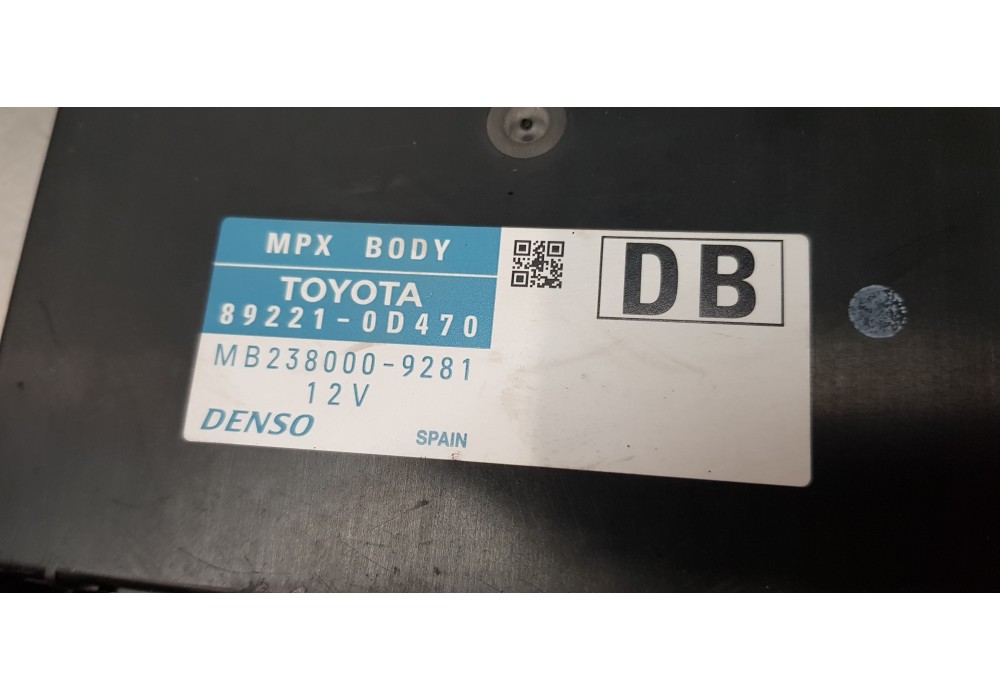 MPX BODY
TOYOTA
89221-0D470
MB238000-9281
12V
DENSO
SPAIN
DB